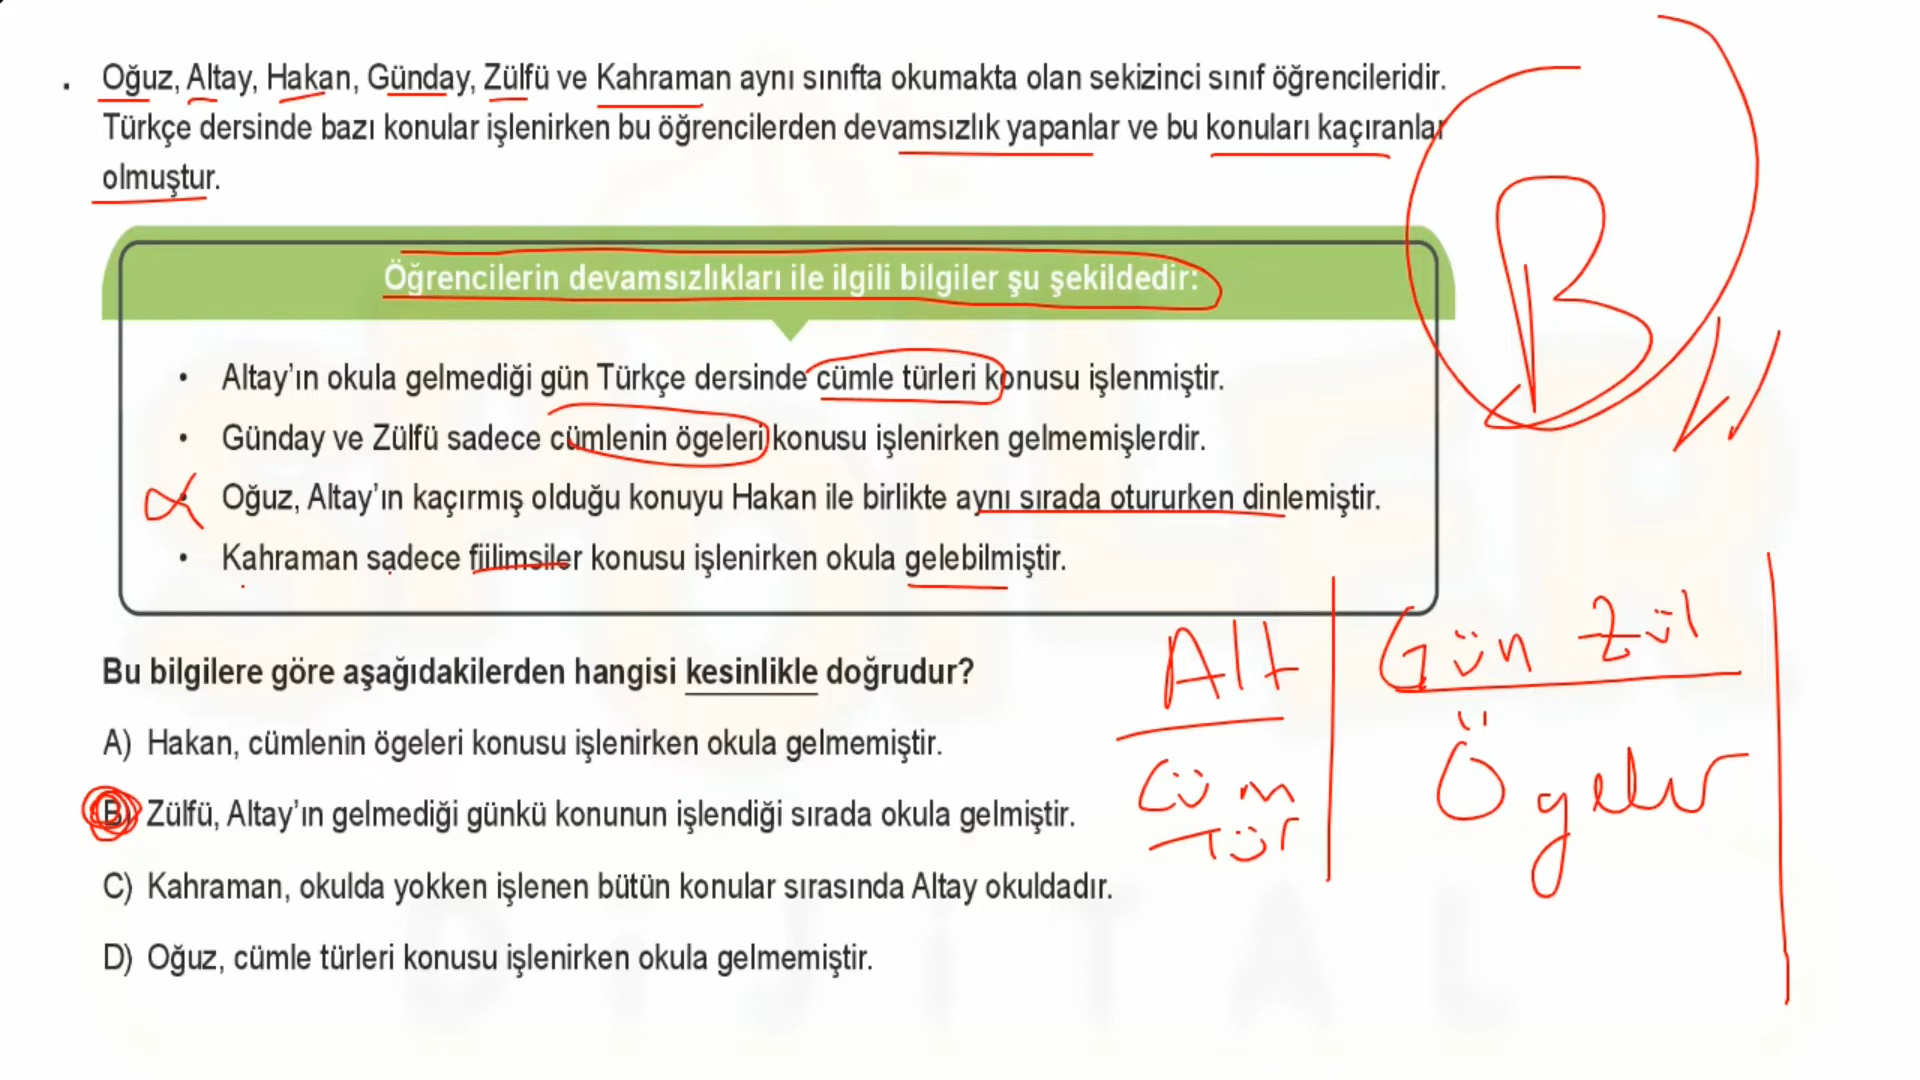 . Oğuz, Altay, Hakan, Günday, Zülfü ve Kahraman aynı sınıfta okumakta olan sekizinci sınıf öğrencileridir.
Türkçe dersinde bazı konular işlenirken bu öğrencilerden devamsızlık yapanlar ve bu konuları kaçıranlar
olmuştur.
Öğrencilerin devamsızlıkları ile ilgili bilgiler şu şekildedir:
• Altay’ın okula gelmediği gün Türkçe dersinde cümle türleri konusu işlenmiştir.
• Günday ve Zülfü sadece cümlenin ögeleri konusu işlenirken gelmemişlerdir.
• Oğuz, Altay’ın kaçırmış olduğu konuyu Hakan ile birlikte aynı sırada otururken dinlemiştir.
• Kahraman sadece fiilimsiler konusu işlenirken okula gelebilmiştir.
Bu bilgilere göre aşağıdakilerden hangisi kesinlikle doğrudur?
A) Hakan, cümlenin ögeleri konusu işlenirken okula gelmemiştir.
B) Zülfü, Altay’ın gelmediği günkü konunun işlendiği sırada okula gelmiştir.
C) Kahraman, okulda yokken işlenen bütün konular sırasında Altay okuldadır.
D) Oğuz, cümle türleri konusu işlenirken okula gelmemiştir.
B
Alt
Cüm
Tür
Gün Zül
Ögeler
DİJİTAL